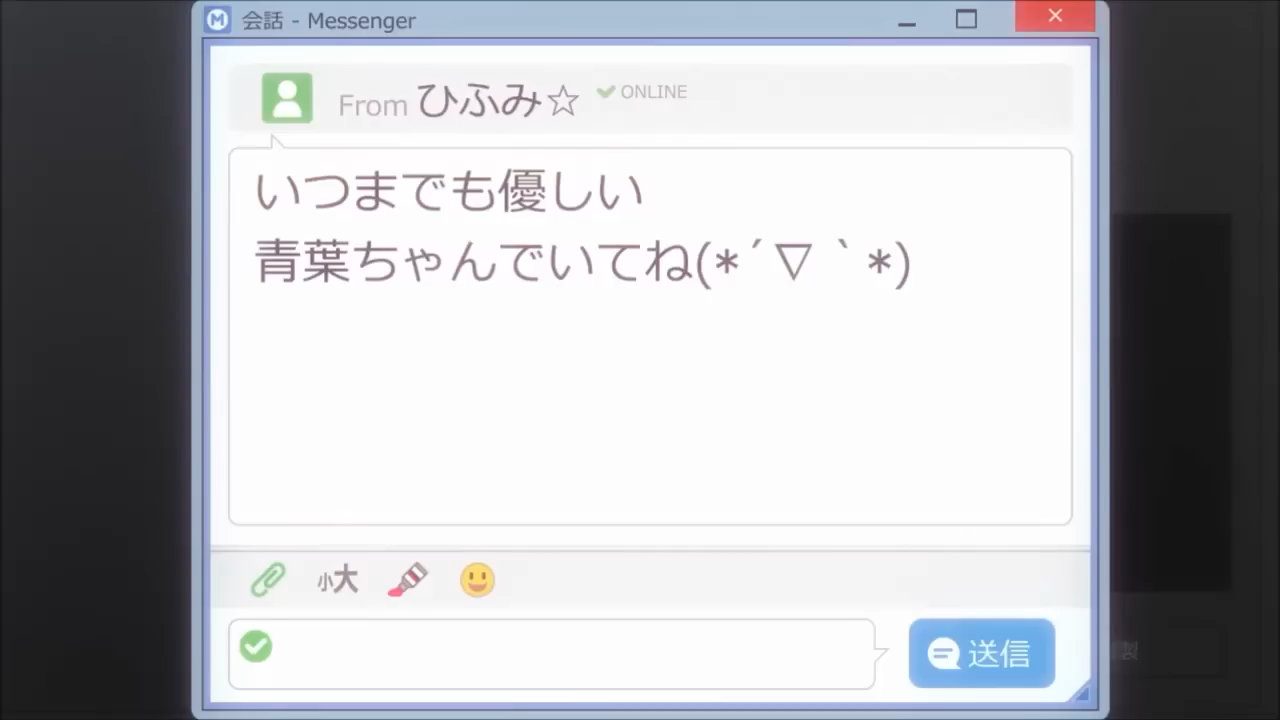 会話 - Messenger
From ひふみ☆ ONLINE
いつまでも優しい
青葉ちゃんでいてね(*´▽｀*)
小大
送信
製